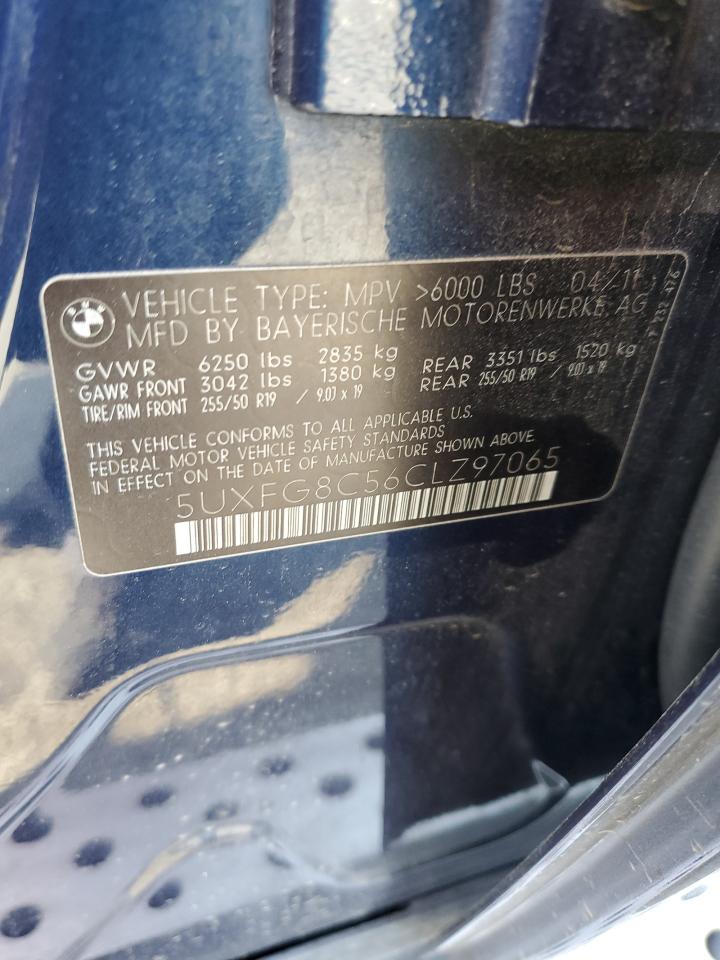 VEHICLE TYPE: MPV >6000 LBS 04/11
MFD BY BAYERISCHE MOTORENWERKE AG
GVWR 6250 lbs 2835 kg
GAWR FRONT 3042 lbs 1380 kg REAR 3351 lbs 1520 kg
TIRE/RIM FRONT 255/50 R19 / 9.0J x 19 REAR 255/50 R19 / 9.0J x 19
THIS VEHICLE CONFORMS TO ALL APPLICABLE U.S.
FEDERAL MOTOR VEHICLE SAFETY STANDARDS
IN EFFECT ON THE DATE OF MANUFACTURE SHOWN ABOVE
5UXFG8C56CLZ97065